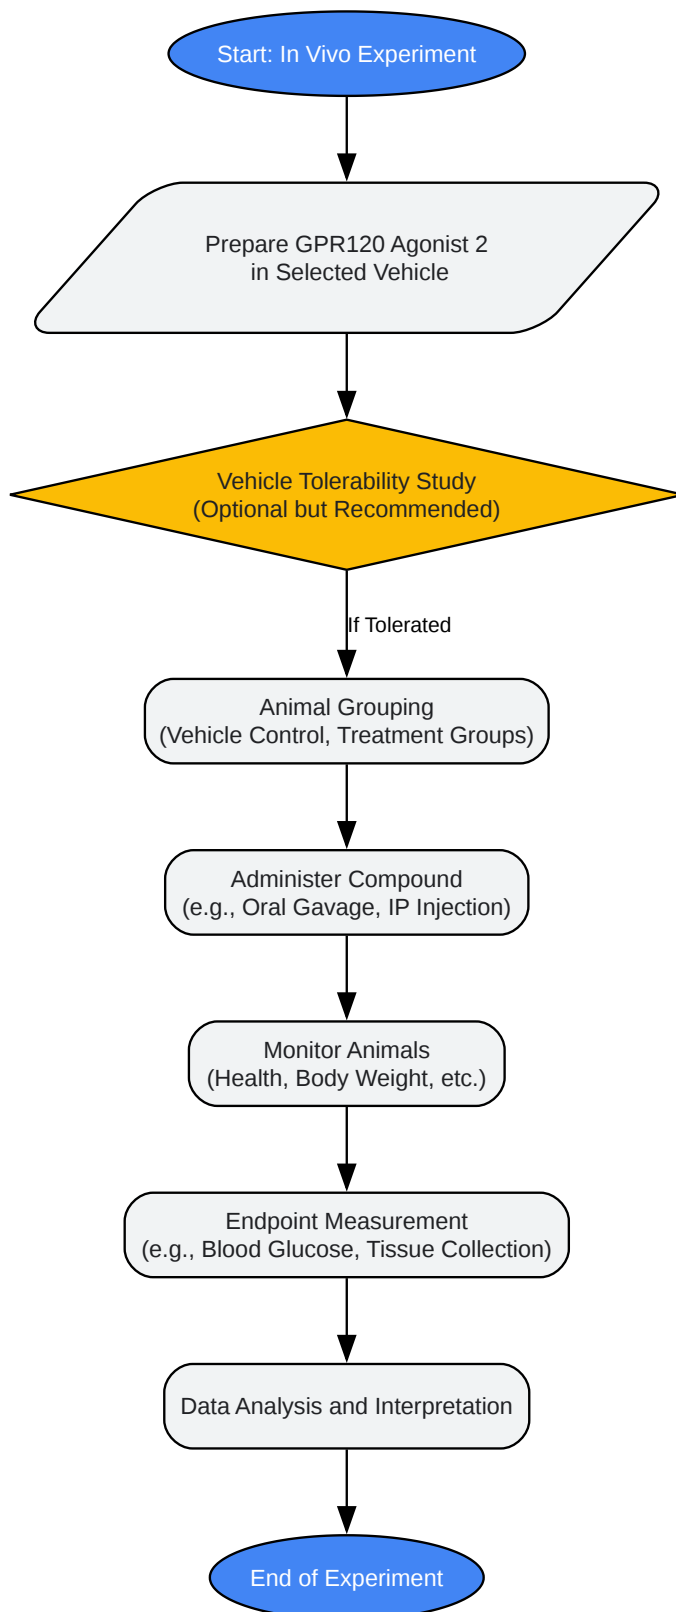 Start: In Vivo Experiment
Prepare GPR120 Agonist 2
in Selected Vehicle
Vehicle Tolerability Study
(Optional but Recommended)
If Tolerated
Animal Grouping
(Vehicle Control, Treatment Groups)
Administer Compound
(e.g., Oral Gavage, IP Injection)
Monitor Animals
(Health, Body Weight, etc.)
Endpoint Measurement
(e.g., Blood Glucose, Tissue Collection)
Data Analysis and Interpretation
End of Experiment